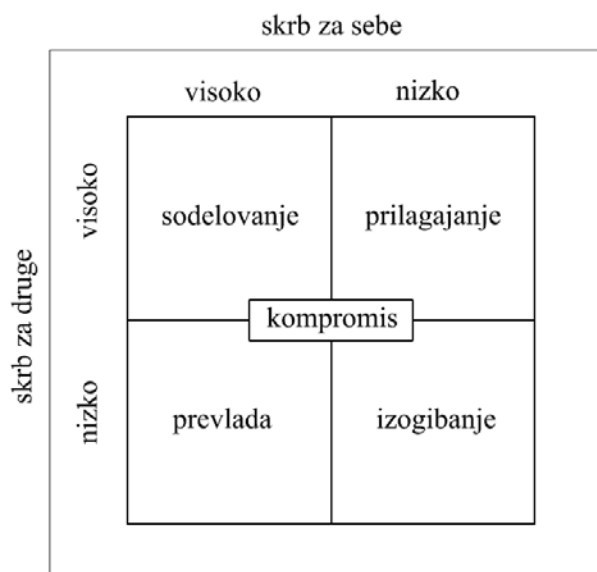 skrb za sebe
visoko nizko
skrb za druge
visoko
sodelovanje prilagajanje
kompromis
nizko
prevlada izogibanje